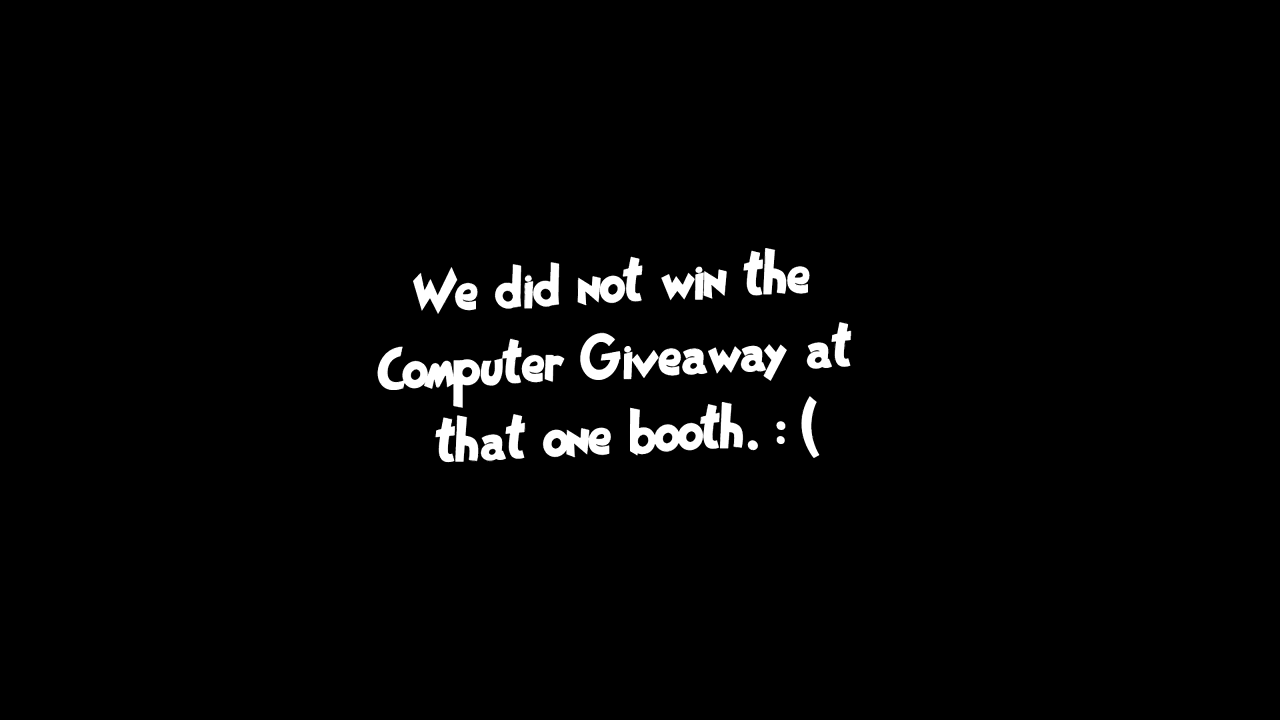 We did not win the
Computer Giveaway at
that one booth. :(